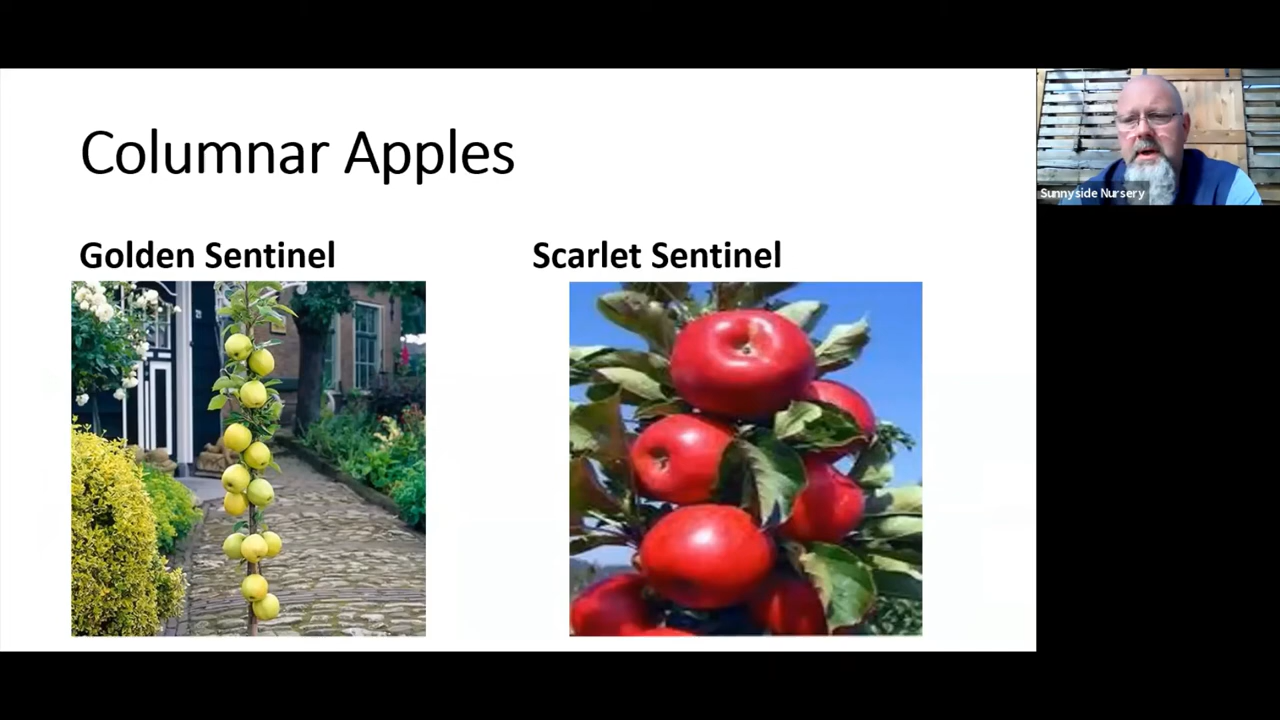 Columnar Apples
Golden Sentinel
Scarlet Sentinel
Sunnyside Nursery